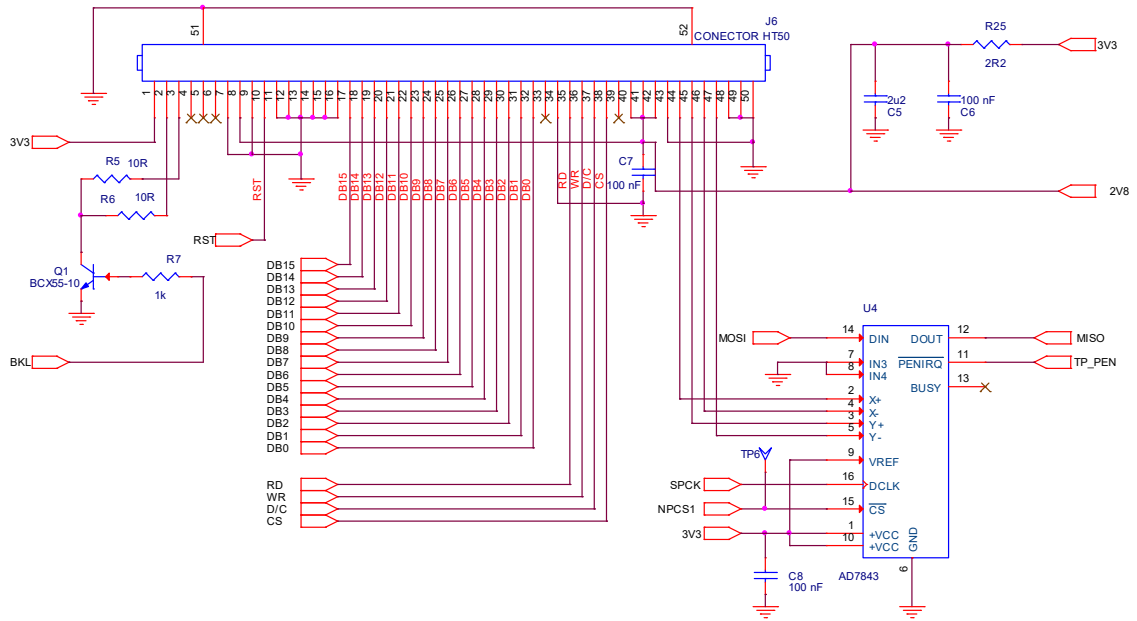 51
52
J6
CONECTOR HT50
1 2 3 4 5 6 7 8 9 10 11 12 13 14 15 16 17 18 19 20 21 22 23 24 25 26 27 28 29 30 31 32 33 34 35 36 37 38 39 40 41 42 43 44 45 46 47 48 49 50
R25
2R2
3V3
2u2
C5
100 nF
C6
3V3
R5
10R
R6
10R
RST
DB15
DB14
DB13
DB12
DB11
DB10
DB9
DB8
DB7
DB6
DB5
DB4
DB3
DB2
DB1
DB0
RD
WR
D/C
CS
C7
100 nF
2V8
RST
Q1
BCX55-10
R7
1k
BKL
DB15
DB14
DB13
DB12
DB11
DB10
DB9
DB8
DB7
DB6
DB5
DB4
DB3
DB2
DB1
DB0
RD
WR
D/C
CS
U4
MOSI
14
DIN
DOUT
12
MISO
7
IN3
PENIRQ
11
TP_PEN
8
IN4
BUSY
13
2
X+
4
X-
3
Y+
5
Y-
TP6
9
VREF
SPCK
16
DCLK
NPCS1
15
CS
3V3
1
+VCC
10
+VCC
GND
6
C8
100 nF
AD7843